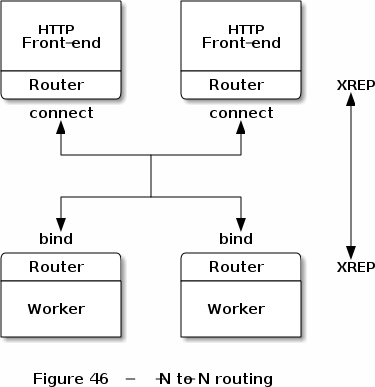 HTTP HTTP
Front-end Front-end
Router Router XREP
connect connect
bind bind
Router Router XREP
Worker Worker
Figure 46 - N to N routing